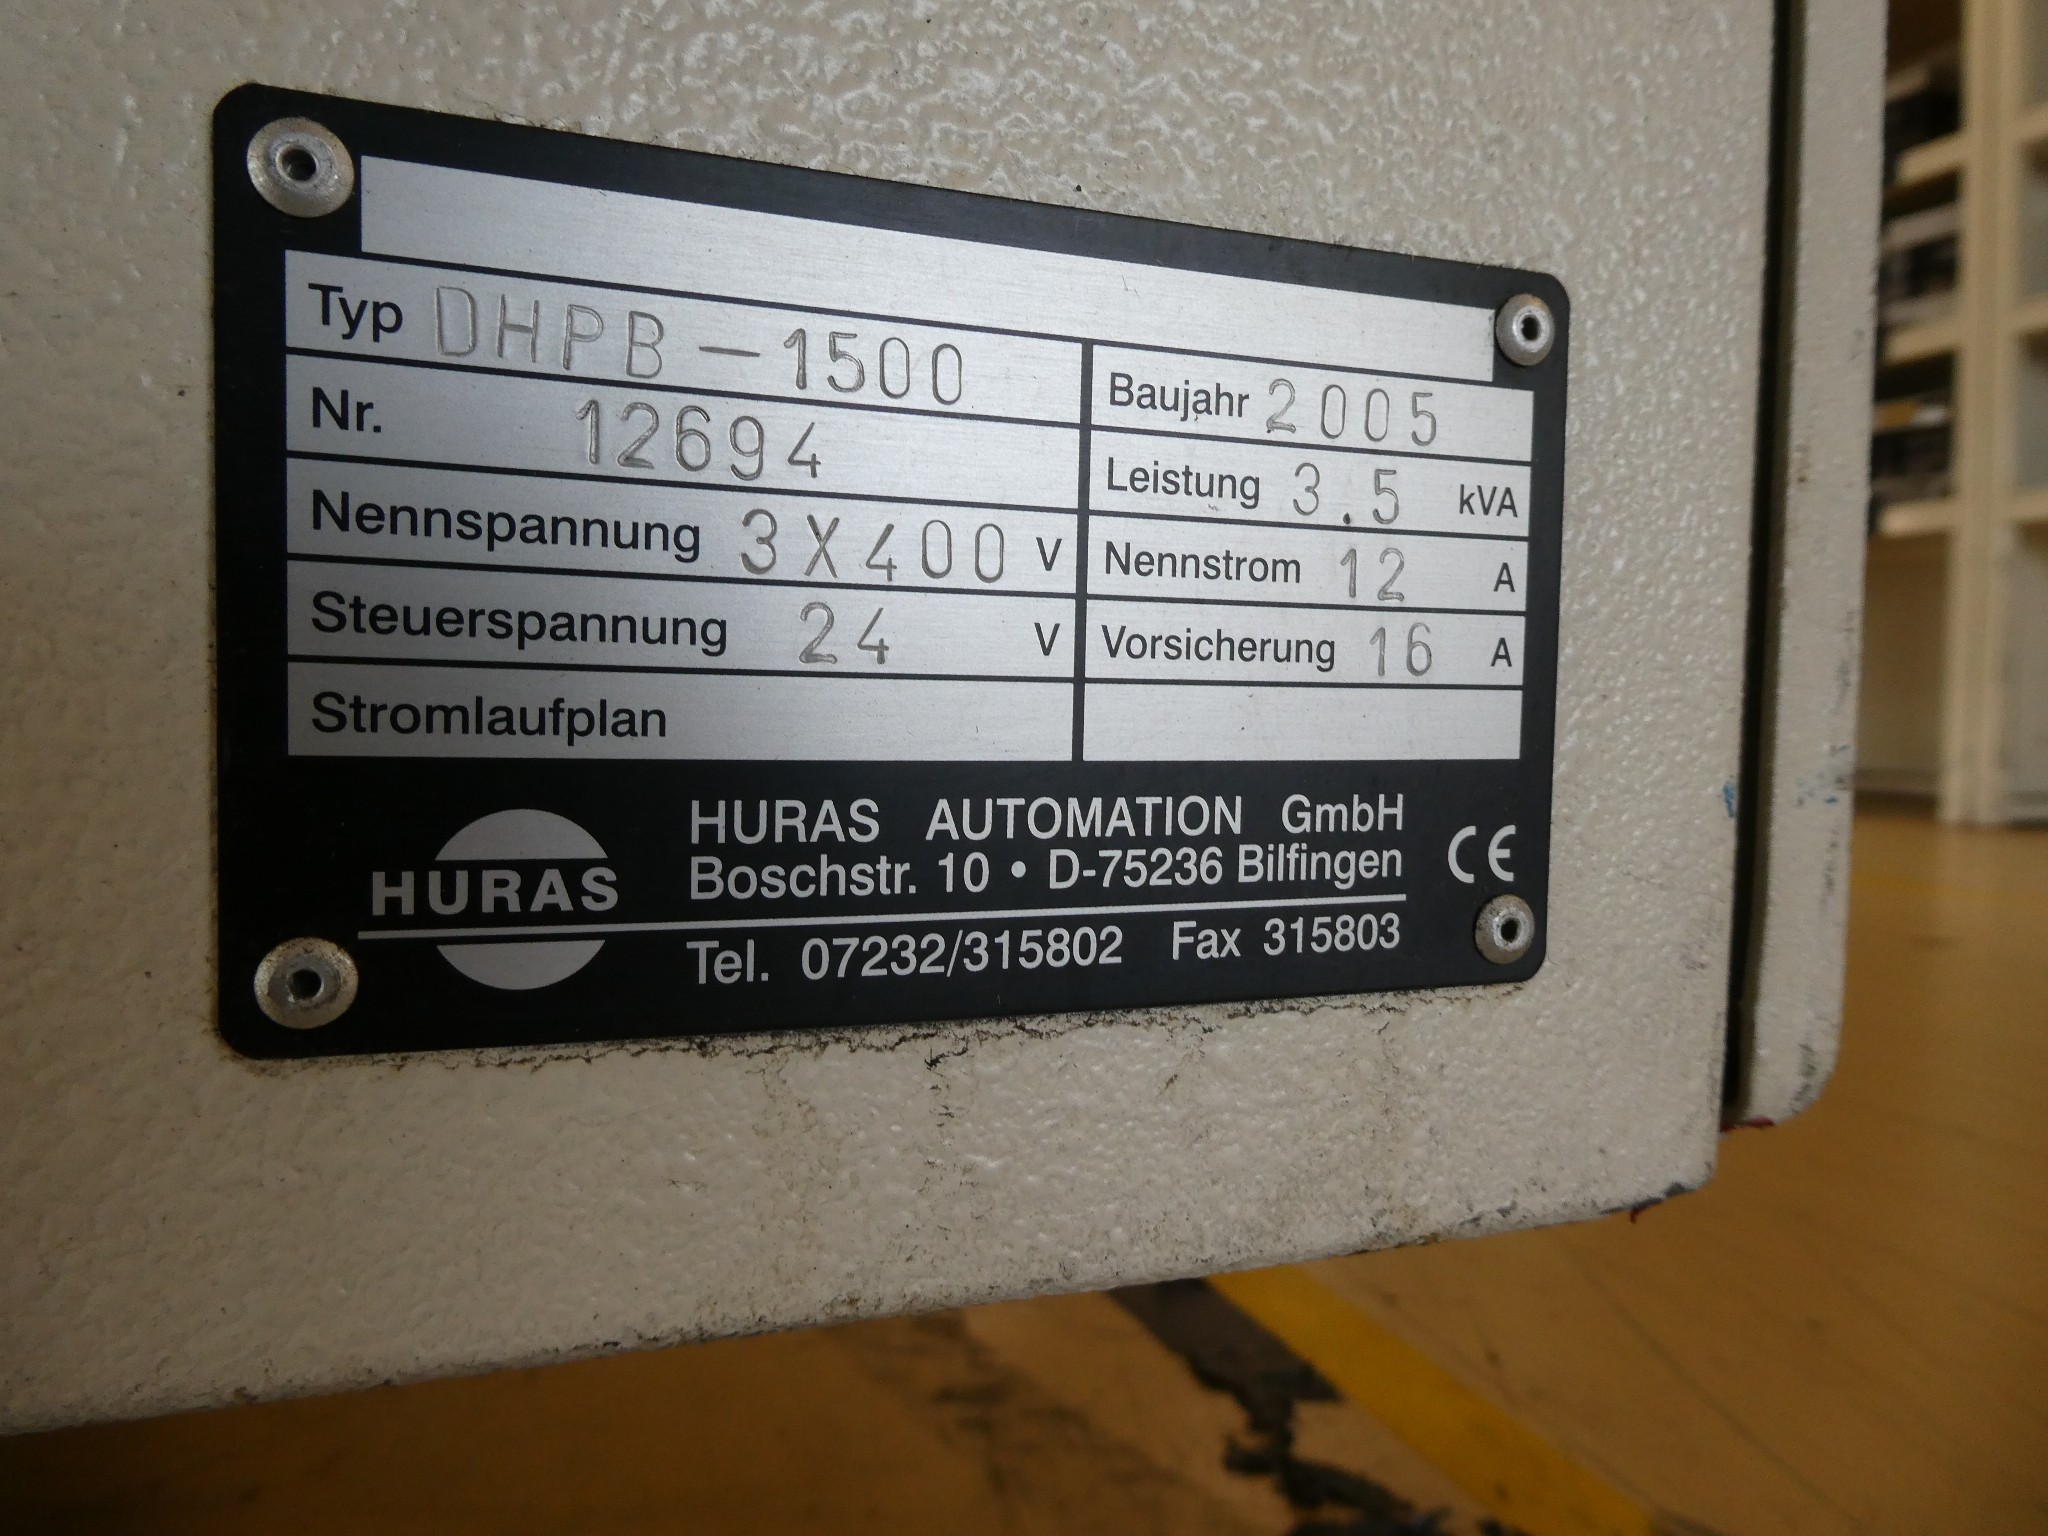 Typ DHPB-1500
Baujahr 2005
Nr. 12694
Leistung 3.5 kVA
Nennspannung 3X400 V
Nennstrom 12 A
Steuerspannung 24 V
Vorsicherung 16 A
Stromlaufplan
HURAS
HURAS AUTOMATION GmbH
Boschstr. 10 • D-75236 Bilfingen
CE
Tel. 07232/315802 Fax 315803